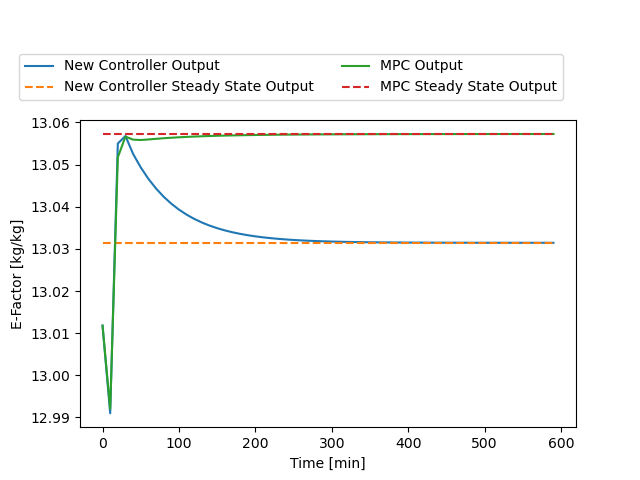 New Controller Output
New Controller Steady State Output
MPC Output
MPC Steady State Output
13.06
13.05
13.04
13.03
13.02
13.01
13.00
12.99
E-Factor [kg/kg]
0 100 200 300 400 500 600
Time [min]